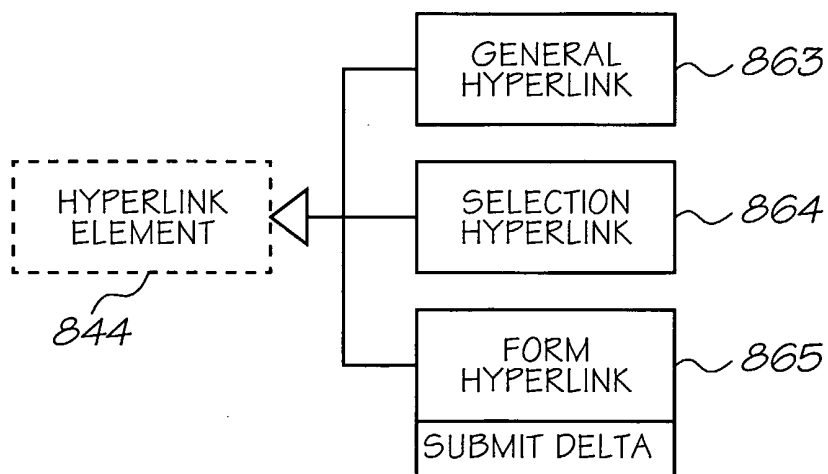 GENERAL
HYPERLINK
863
HYPERLINK
ELEMENT
844
SELECTION
HYPERLINK
864
FORM
HYPERLINK
865
SUBMIT DELTA